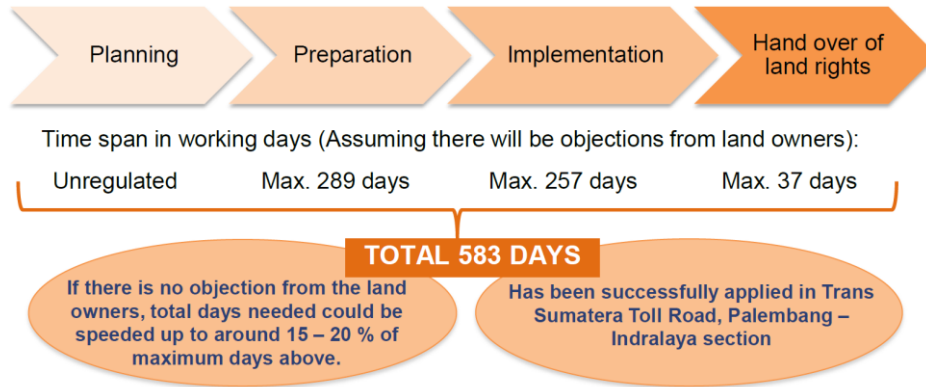 Planning
Preparation
Implementation
Hand over of
land rights
Time span in working days (Assuming there will be objections from land owners):
Unregulated
Max. 289 days
Max. 257 days
Max. 37 days
TOTAL 583 DAYS
If there is no objection from the land
owners, total days needed could be
speeded up to around 15 – 20 % of
maximum days above.
Has been successfully applied in Trans
Sumatera Toll Road, Palembang –
Indralaya section